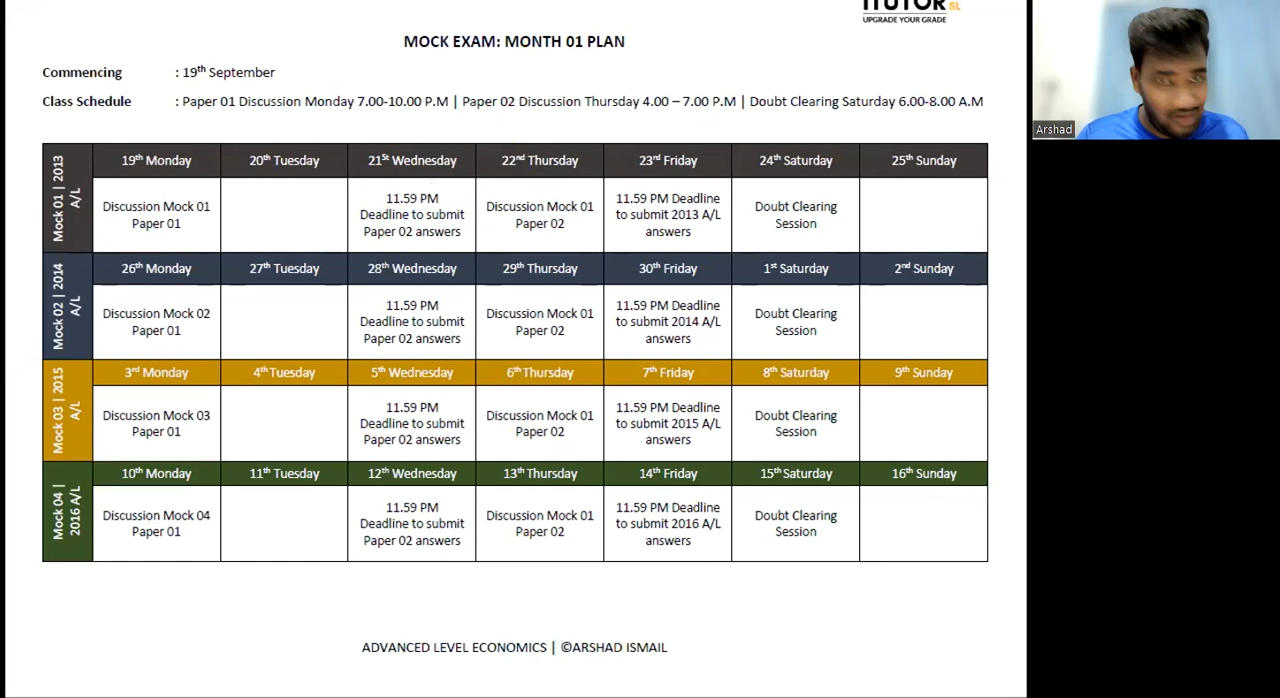 ITUTOR SL
UPGRADE YOUR GRADE
MOCK EXAM: MONTH 01 PLAN
Commencing : 19th September
Class Schedule : Paper 01 Discussion Monday 7.00-10.00 P.M | Paper 02 Discussion Thursday 4.00 – 7.00 P.M | Doubt Clearing Saturday 6.00-8.00 A.M
Arshad
Mock 01 | 2013
A/L
19th Monday
20th Tuesday
21St Wednesday
22nd Thursday
23rd Friday
24th Saturday
25th Sunday
Discussion Mock 01
Paper 01
11.59 PM
Deadline to submit
Paper 02 answers
Discussion Mock 01
Paper 02
11.59 PM Deadline
to submit 2013 A/L
answers
Doubt Clearing
Session
Mock 02 | 2014
A/L
26th Monday
27th Tuesday
28th Wednesday
29th Thursday
30th Friday
1st Saturday
2nd Sunday
Discussion Mock 02
Paper 01
11.59 PM
Deadline to submit
Paper 02 answers
Discussion Mock 01
Paper 02
11.59 PM Deadline
to submit 2014 A/L
answers
Doubt Clearing
Session
Mock 03 | 2015
A/L
3rd Monday
4th Tuesday
5th Wednesday
6th Thursday
7th Friday
8th Saturday
9th Sunday
Discussion Mock 03
Paper 01
11.59 PM
Deadline to submit
Paper 02 answers
Discussion Mock 01
Paper 02
11.59 PM Deadline
to submit 2015 A/L
answers
Doubt Clearing
Session
Mock 04 |
2016 A/L
10th Monday
11th Tuesday
12th Wednesday
13th Thursday
14th Friday
15th Saturday
16th Sunday
Discussion Mock 04
Paper 01
11.59 PM
Deadline to submit
Paper 02 answers
Discussion Mock 01
Paper 02
11.59 PM Deadline
to submit 2016 A/L
answers
Doubt Clearing
Session
ADVANCED LEVEL ECONOMICS | ©ARSHAD ISMAIL